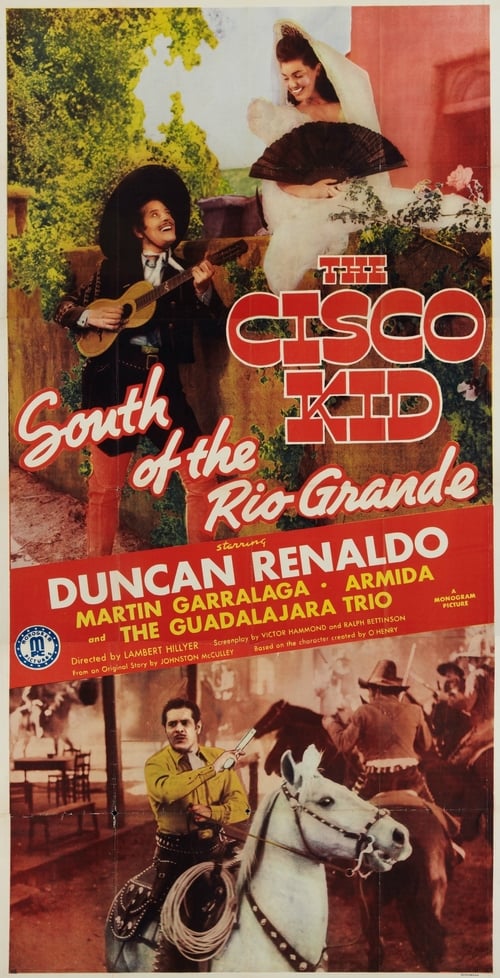 THE
CISCO
KID
South
of the
Rio Grande
starring
DUNCAN RENALDO
MARTIN GARRALAGA · ARMIDA
and THE GUADALAJARA TRIO
A
MONOGRAM
PICTURE
Directed by LAMBERT HILLYER Screenplay by VICTOR HAMMOND and RALPH BETTINSON
From an Original Story by JOHNSTON McCULLEY Based on the character created by O'HENRY
MONOGRAM
PICTURES